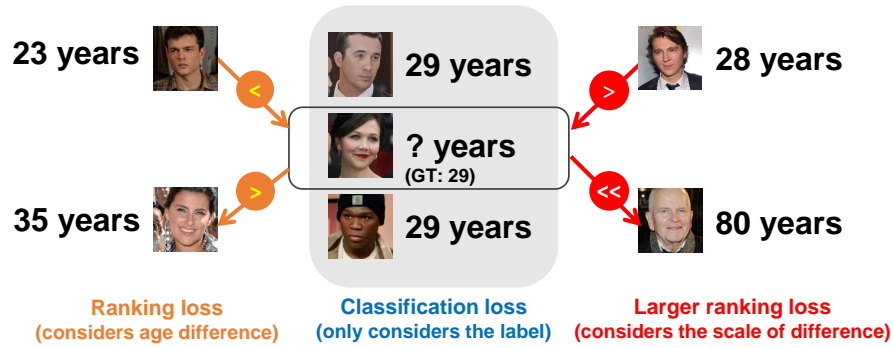 23 years
29 years
28 years
<
>
? years
(GT: 29)
>
<<
35 years
29 years
80 years
Ranking loss
(considers age difference)
Classification loss
(only considers the label)
Larger ranking loss
(considers the scale of difference)